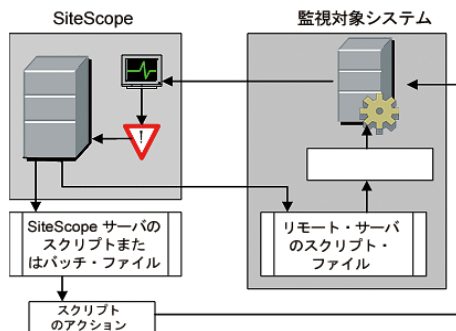 SiteScope
監視対象システム
SiteScope サーバの
スクリプトまた
はバッチ・ファイル
リモート・サーバ
のスクリプト・
ファイル
スクリプト
のアクション